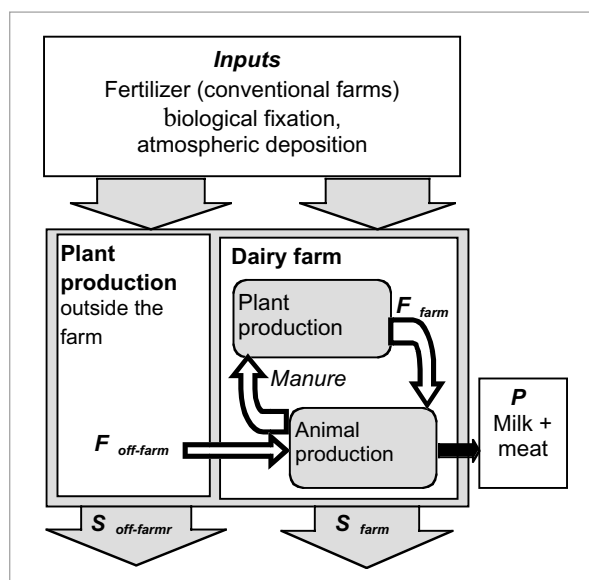 Inputs
Fertilizer (conventional farms)
biological fixation,
atmospheric deposition
Plant
production
outside the
farm
Dairy farm
Plant
production
F farm
Manure
F off-farm
Animal
production
P
Milk +
meat
S off-farmr
S farm